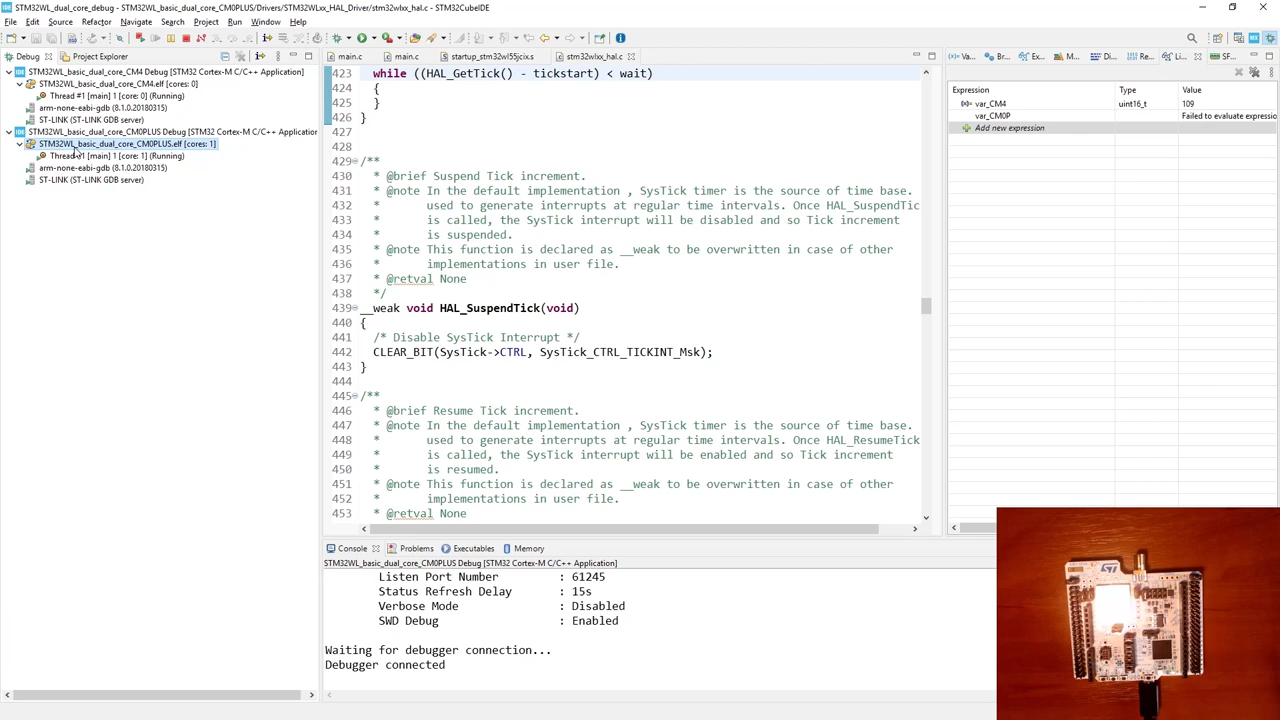 STM32WL_basic_dual_core_debug - STM32WL_basic_dual_core_CM0PLUS/Drivers/STM32WLxx_HAL_Driver/stm32wlxx_hal.c - STM32CubeIDE
File Edit Source Refactor Navigate Search Project Run Window Help
Debug Project Explorer
STM32WL_basic_dual_core_CM4 Debug [STM32 Cortex-M C/C++ Application]
STM32WL_basic_dual_core_CM4.elf [cores: 0]
Thread #1 [main] 1 [core: 0] (Running)
arm-none-eabi-gdb (8.1.0.20180315)
ST-LINK (ST-LINK GDB server)
STM32WL_basic_dual_core_CM0PLUS Debug [STM32 Cortex-M C/C++ Application
STM32WL_basic_dual_core_CM0PLUS.elf [cores: 1]
Thread #1 [main] 1 [core: 1] (Running)
arm-none-eabi-gdb (8.1.0.20180315)
ST-LINK (ST-LINK GDB server)
main.c main.c startup_stm32wl55jcix.s stm32wlxx_hal.c
423 while ((HAL_GetTick() - tickstart) < wait)
424 {
425 }
426 }
427
428
429 /**
430 * @brief Suspend Tick increment.
431 * @note In the default implementation , SysTick timer is the source of time base.
432 * used to generate interrupts at regular time intervals. Once HAL_SuspendTic
433 * is called, the SysTick interrupt will be disabled and so Tick increment
434 * is suspended.
435 * @note This function is declared as __weak to be overwritten in case of other
436 * implementations in user file.
437 * @retval None
438 */
439 __weak void HAL_SuspendTick(void)
440 {
441 /* Disable SysTick Interrupt */
442 CLEAR_BIT(SysTick->CTRL, SysTick_CTRL_TICKINT_Msk);
443 }
444
445 /**
446 * @brief Resume Tick increment.
447 * @note In the default implementation , SysTick timer is the source of time base.
448 * used to generate interrupts at regular time intervals. Once HAL_ResumeTick
449 * is called, the SysTick interrupt will be enabled and so Tick increment
450 * is resumed.
451 * @note This function is declared as __weak to be overwritten in case of other
452 * implementations in user file.
453 * @retval None
Console Problems Executables Memory
STM32WL_basic_dual_core_CM0PLUS Debug [STM32 Cortex-M C/C++ Application]
Listen Port Number : 61245
Status Refresh Delay : 15s
Verbose Mode : Disabled
SWD Debug : Enabled
Waiting for debugger connection...
Debugger connected
Va... Br... Ex... M... Di... Re... Li... SF...
Expression Type Value
var_CM4 uint16_t 109
var_CM0P Failed to evaluate expressio
Add new expression
ST